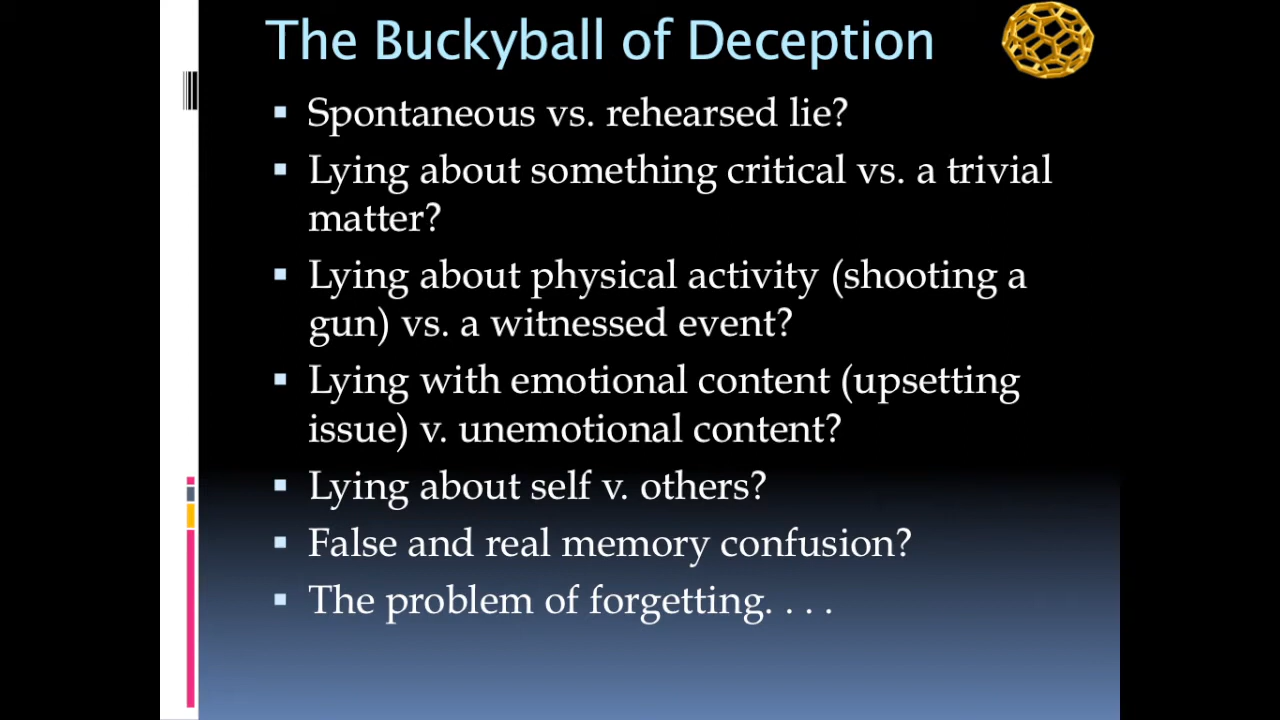 The Buckyball of Deception
▪ Spontaneous vs. rehearsed lie?
▪ Lying about something critical vs. a trivial
matter?
▪ Lying about physical activity (shooting a
gun) vs. a witnessed event?
▪ Lying with emotional content (upsetting
issue) v. unemotional content?
▪ Lying about self v. others?
▪ False and real memory confusion?
▪ The problem of forgetting. . . .